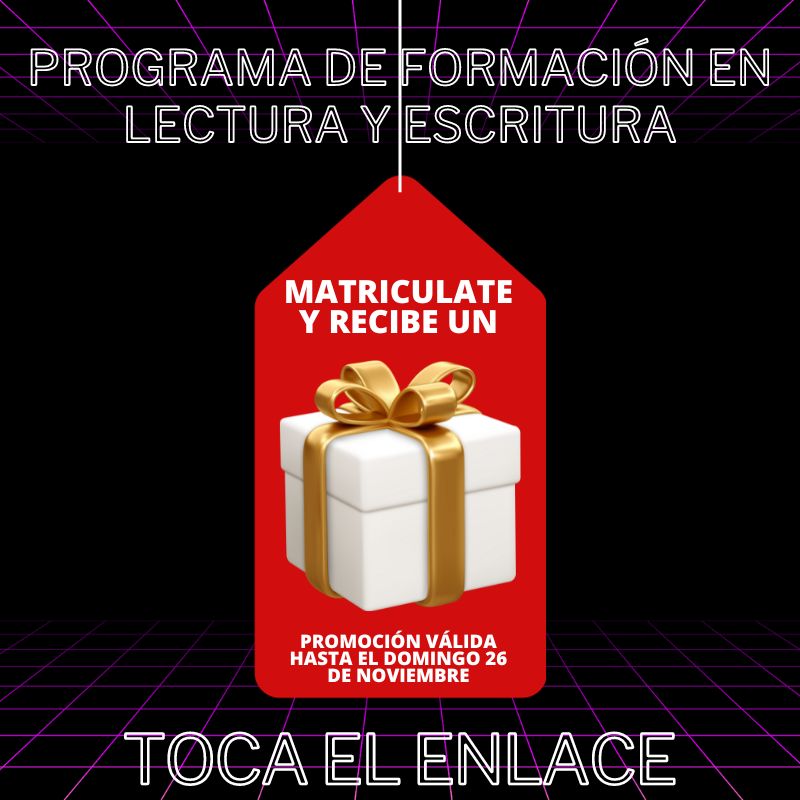 PROGRAMA DE FORMACIÓN EN
LECTURA Y ESCRITURA
MATRICULATE
Y RECIBE UN
PROMOCIÓN VÁLIDA
HASTA EL DOMINGO 26
DE NOVIEMBRE
TOCA EL ENLACE